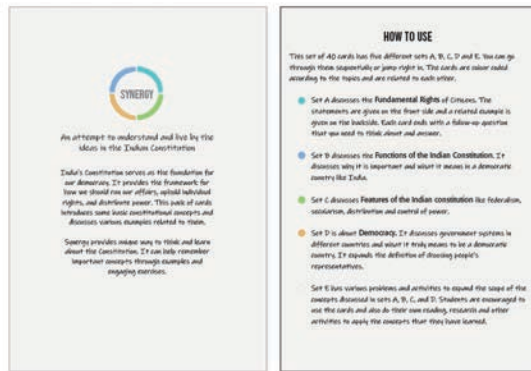 SYNERGY
An attempt to understand and live by the
ideas in the Indian Constitution
India's Constitution serves as the foundation for
our democracy. It provides the framework for
how we should run our affairs, uphold individual
rights, and distribute power. This pack of cards
introduces some basic constitutional concepts and
discusses various examples related to them.
Synergy provides unique way to think and learn
about the Constitution. It can help remember
important concepts through examples and
engaging exercises.
HOW TO USE
This set of 40 cards has five different sets A, B, C, D and E. You can go
through them sequentially or jump right in. The cards are colour coded
according to the topics and are related to each other.
Set A discusses the Fundamental Rights of Citizens. The
statements are given on the front side and a related example is
given on the backside. Each card ends with a follow-up question
that you need to think about and answer.
Set B discusses the Functions of the Indian Constitution. It
discusses why it is important and what it means in a democratic
country like India.
Set C discusses Features of the Indian constitution like federalism,
secularism, distribution and control of power.
Set D is about Democracy. It discusses government systems in
different countries and what it truly means to be a democratic
country. It expands the definition of choosing people's
representatives.
Set E has various problems and activities to expand the scope of the
concepts discussed in sets A, B, C, and D. Students are encouraged to
use the cards and also do their own reading, research and other
activities to apply the concepts that they have learned.